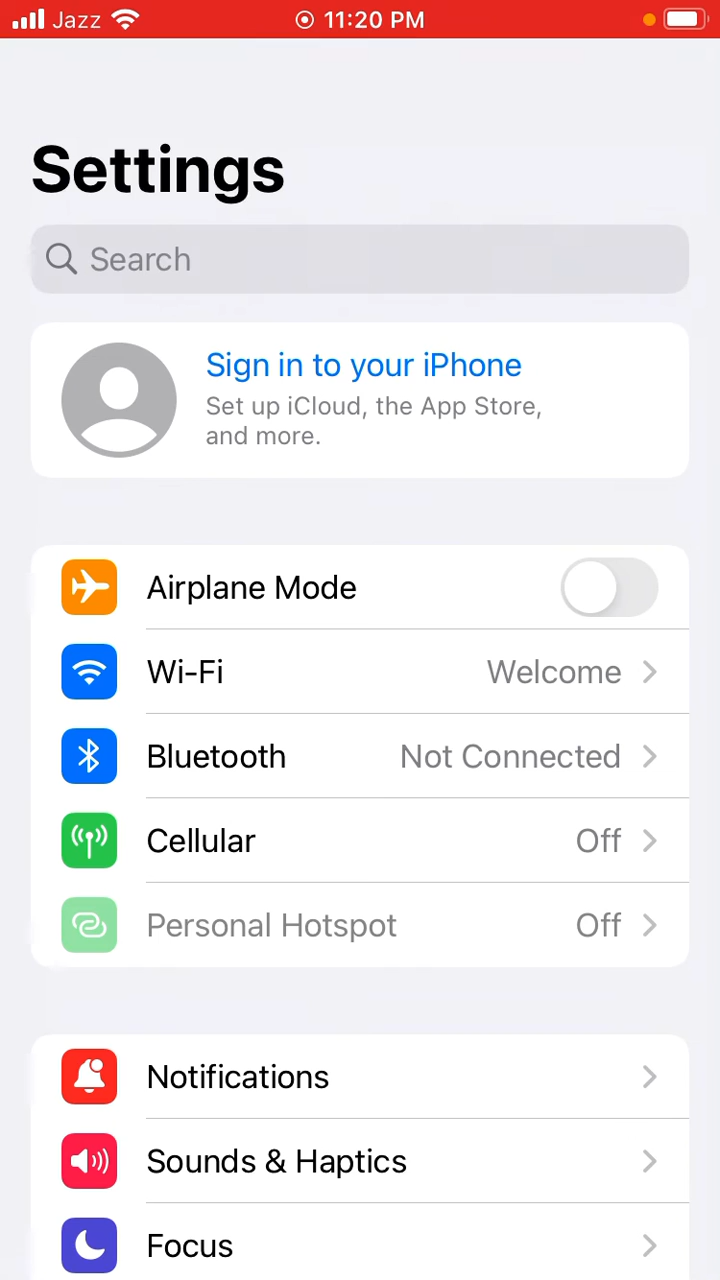 Jazz 11:20 PM
Settings
Search
Sign in to your iPhone
Set up iCloud, the App Store,
and more.
Airplane Mode
Wi-Fi Welcome
Bluetooth Not Connected
Cellular Off
Personal Hotspot Off
Notifications
Sounds & Haptics
Focus